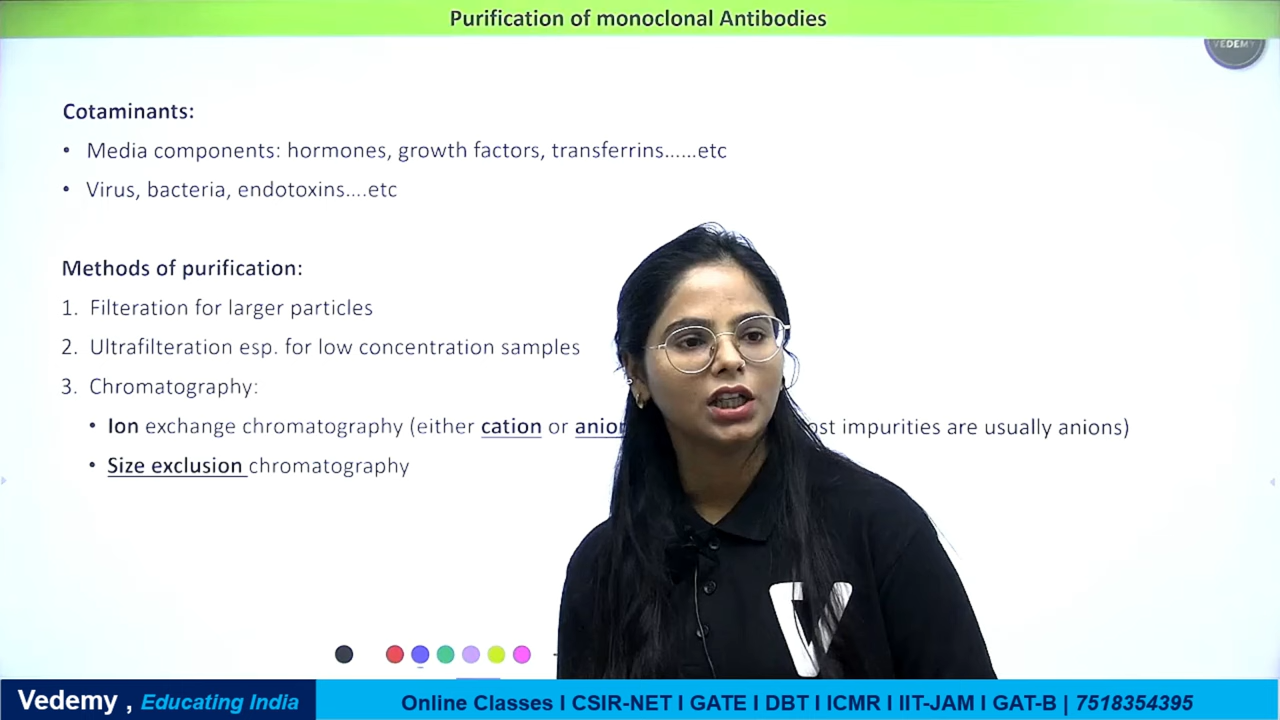 Purification of monoclonal Antibodies
VEDEMY
Cotaminants:
• Media components: hormones, growth factors, transferrins......etc
• Virus, bacteria, endotoxins....etc
Methods of purification:
1. Filteration for larger particles
2. Ultrafilteration esp. for low concentration samples
3. Chromatography:
• Ion exchange chromatography (either cation or impurities are usually anions)
• Size exclusion chromatography
Vedemy , Educating India
Online Classes I CSIR-NET I GATE I DBT I ICMR I IIT-JAM I GAT-B | 7518354395